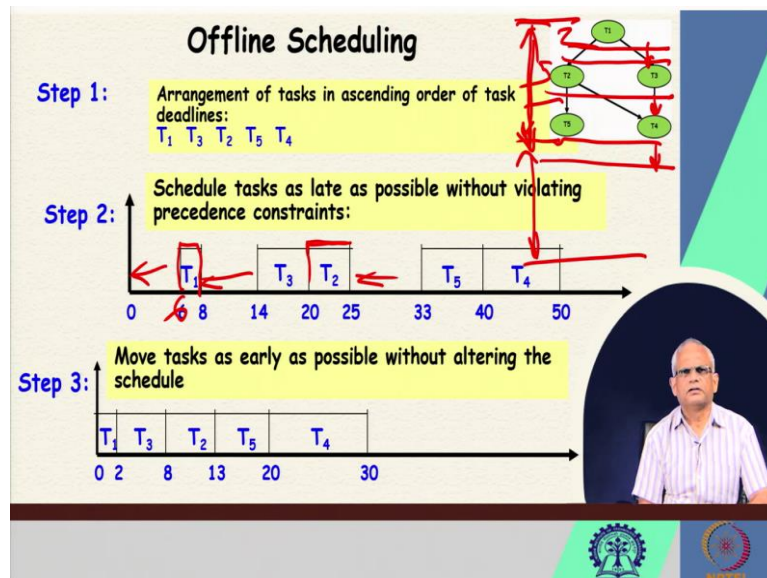 Offline Scheduling
Step 1:
Arrangement of tasks in ascending order of task
deadlines:
T1 T3 T2 T5 T4
T1
T2
T3
T5
T4
2
Step 2:
Schedule tasks as late as possible without violating
precedence constraints:
T1 T3 T2 T5 T4
0 6 8 14 20 25 33 40 50
Step 3:
Move tasks as early as possible without altering the
schedule
T1 T3 T2 T5 T4
0 2 8 13 20 30